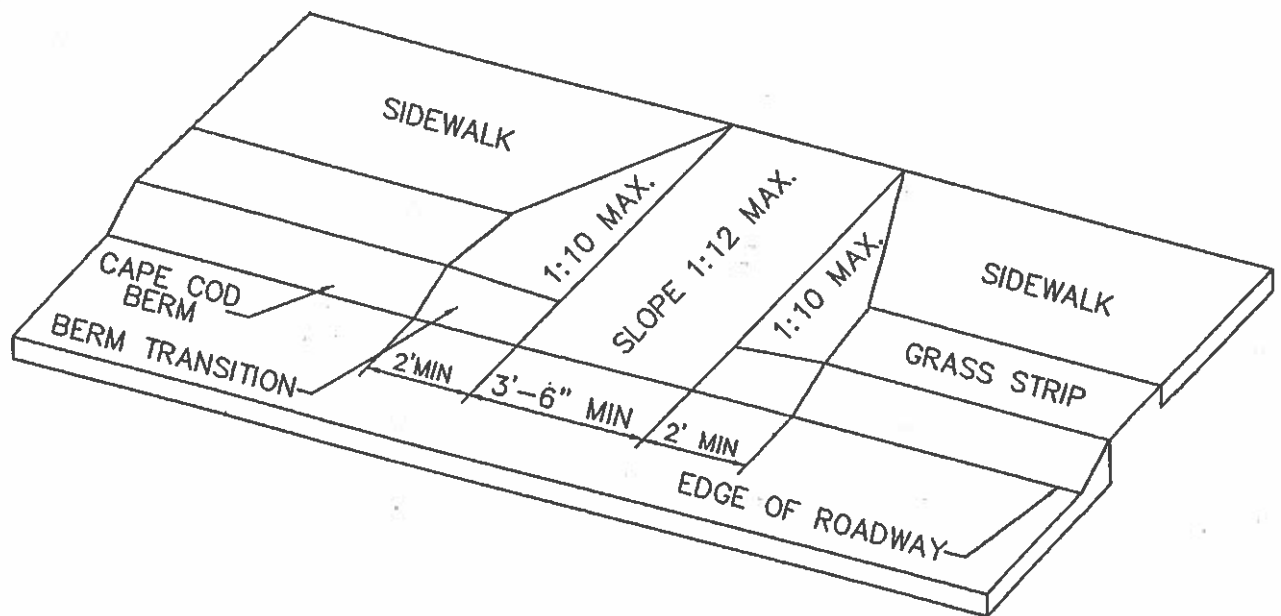 SIDEWALK
1:10 MAX.
SLOPE 1:12 MAX.
1:10 MAX.
SIDEWALK
CAPE COD
BERM
GRASS STRIP
BERM TRANSITION
2'MIN
3'-6" MIN
2' MIN
EDGE OF ROADWAY